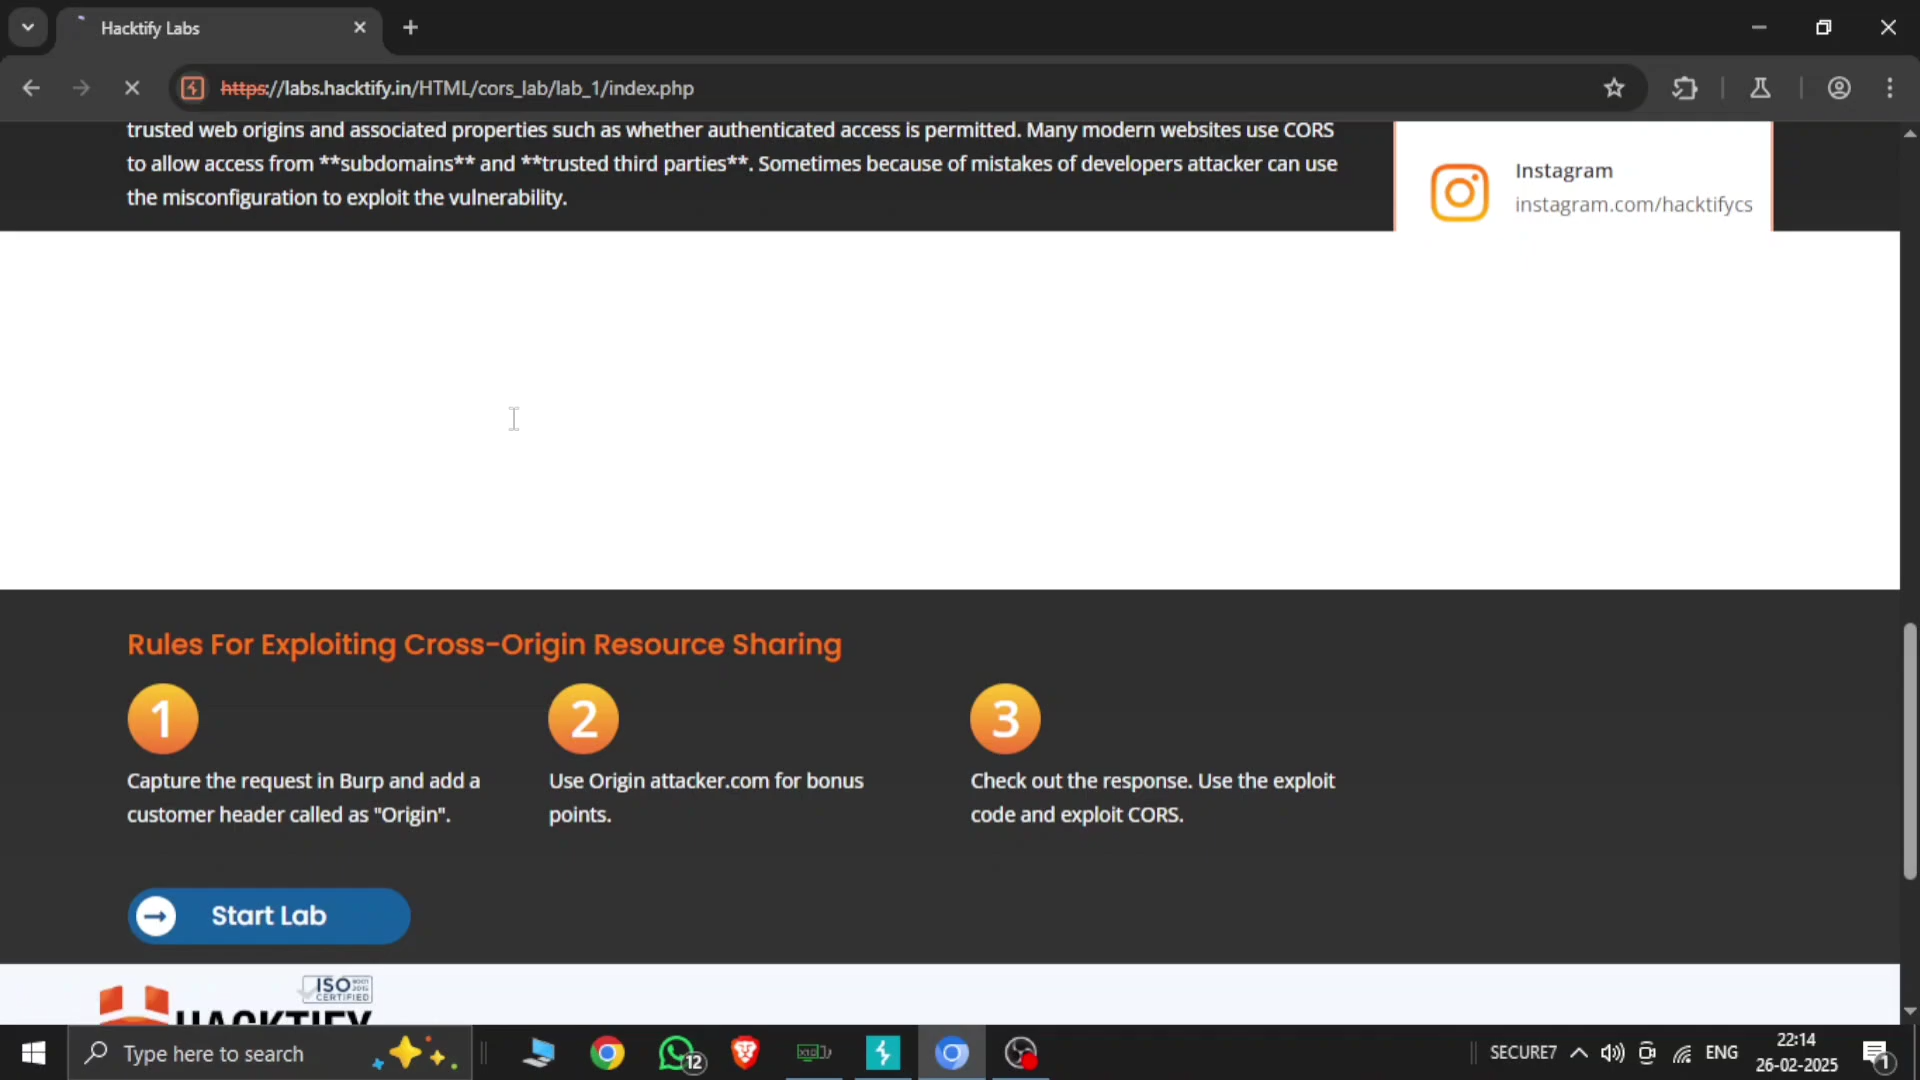 Hacktify Labs
https://labs.hacktify.in/HTML/cors_lab/lab_1/index.php
trusted web origins and associated properties such as whether authenticated access is permitted. Many modern websites use CORS
to allow access from **subdomains** and **trusted third parties**. Sometimes because of mistakes of developers attacker can use
the misconfiguration to exploit the vulnerability.
Instagram
instagram.com/hacktifycs
Rules For Exploiting Cross-Origin Resource Sharing
1
2
3
Capture the request in Burp and add a
customer header called as "Origin".
Use Origin attacker.com for bonus
points.
Check out the response. Use the exploit
code and exploit CORS.
Start Lab
ISO
CERTIFIED
HACKTIFY
Type here to search
12
SECURE7
ENG
22:14
26-02-2025
1